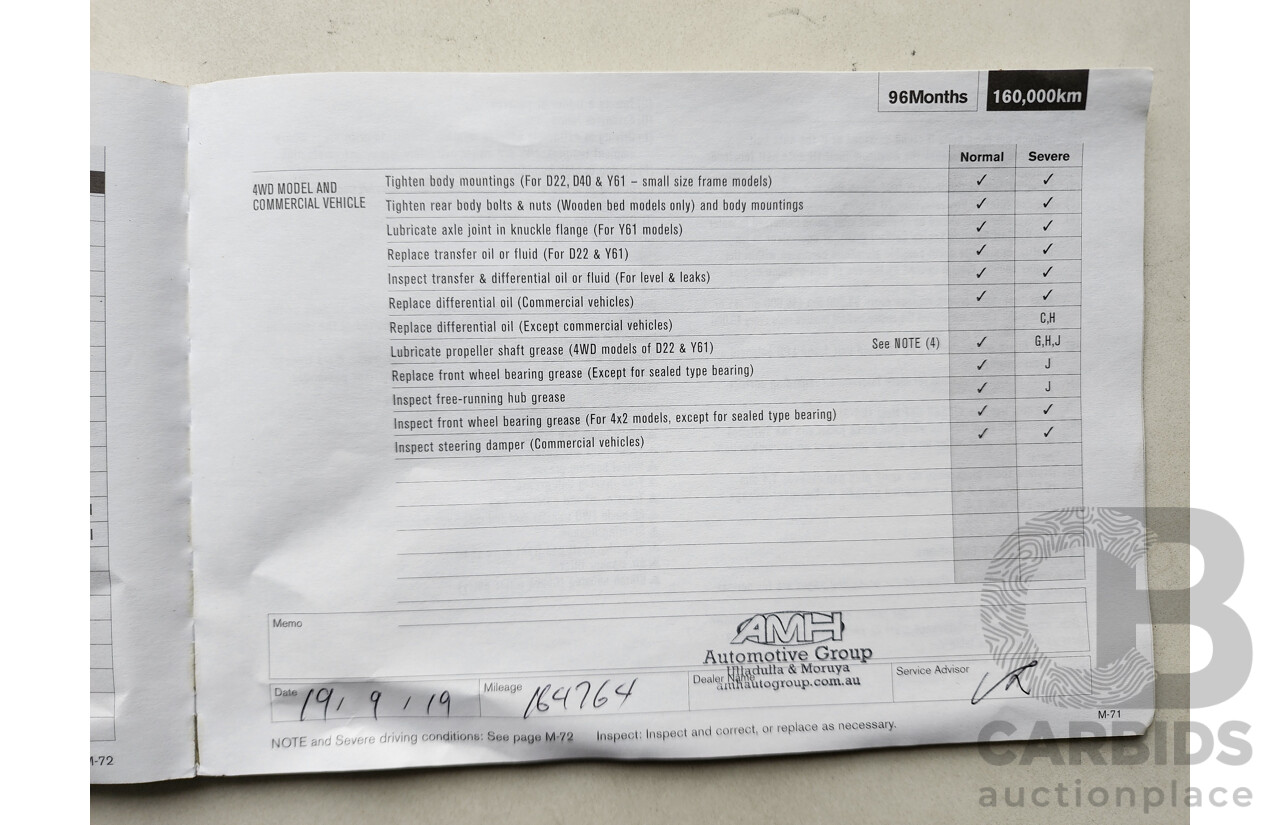 96Months 160,000km
Normal Severe
4WD MODEL AND
COMMERCIAL VEHICLE
Tighten body mountings (For D22, D40 & Y61 – small size frame models) ✓ ✓
Tighten rear body bolts & nuts (Wooden bed models only) and body mountings ✓ ✓
Lubricate axle joint in knuckle flange (For Y61 models) ✓ ✓
Replace transfer oil or fluid (For D22 & Y61) ✓ ✓
Inspect transfer & differential oil or fluid (For level & leaks) ✓ ✓
Replace differential oil (Commercial vehicles) ✓ ✓
Replace differential oil (Except commercial vehicles) C,H
Lubricate propeller shaft grease (4WD models of D22 & Y61) See NOTE (4) ✓ G,H,J
Replace front wheel bearing grease (Except for sealed type bearing) ✓ J
Inspect free-running hub grease ✓ J
Inspect front wheel bearing grease (For 4x2 models, except for sealed type bearing) ✓ ✓
Inspect steering damper (Commercial vehicles) ✓ ✓
Memo
AMH
Automotive Group
Ulladulla & Moruya
amhautogroup.com.au
Date 19/ 9 / 19 Mileage 164764 Dealer Name Service Advisor
NOTE and Severe driving conditions: See page M-72 Inspect: Inspect and correct, or replace as necessary.
M-71
-72
CARBIDS
auctionplace